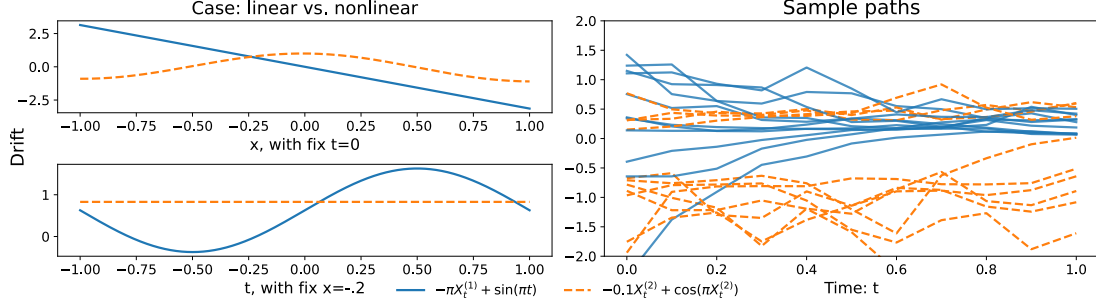 Case: linear vs. nonlinear
2.5
0.0
−2.5
−1.00 −0.75 −0.50 −0.25 0.00 0.25 0.50 0.75 1.00
x, with fix t=0
Drift
1
0
−1.00 −0.75 −0.50 −0.25 0.00 0.25 0.50 0.75 1.00
t, with fix x=-.2
Sample paths
2.0
1.5
1.0
0.5
0.0
−0.5
−1.0
−1.5
−2.0
0.0 0.2 0.4 0.6 0.8 1.0
Time: t
−πX_t^(1) + sin(πt)
−0.1X_t^(2) + cos(πX_t^(2))